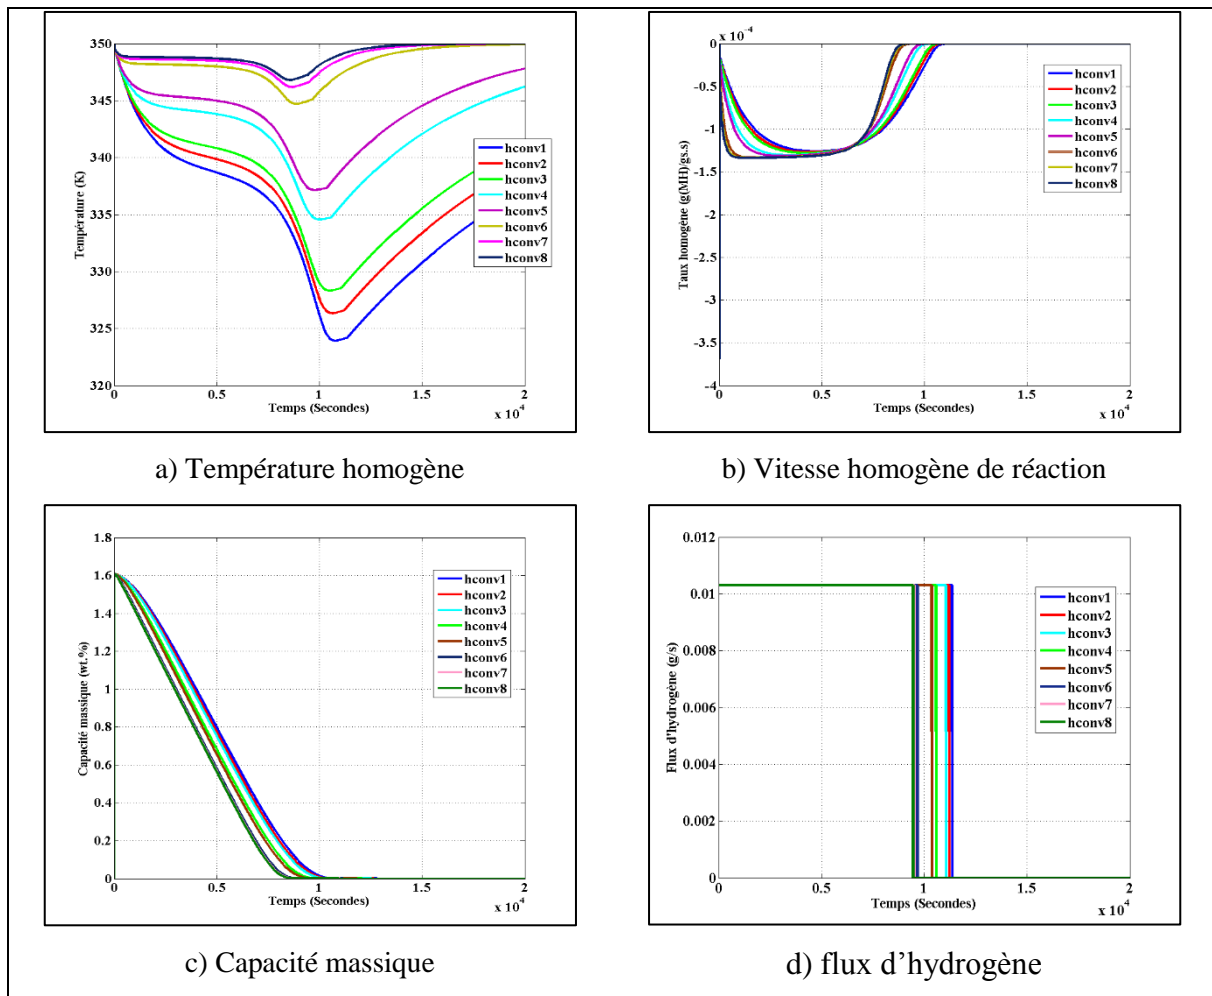 350
345
340
335
330
325
320
Température (K)
0
0.5
1
1.5
2
x 10^4
Temps (Secondes)
hconv1
hconv2
hconv3
hconv4
hconv5
hconv6
hconv7
hconv8
a) Température homogène
x 10^-4
0
-0.5
-1
-1.5
-2
-2.5
-3
-3.5
-4
Taux homogène (g(MH)/gs.s)
0
0.5
1
1.5
2
x 10^4
Temps (Secondes)
hconv1
hconv2
hconv3
hconv4
hconv5
hconv6
hconv7
hconv8
b) Vitesse homogène de réaction
1.8
1.6
1.4
1.2
1
0.8
0.6
0.4
0.2
0
Capacité massique (wt.%)
0
0.5
1
1.5
2
x 10^4
Temps (Secondes)
hconv1
hconv2
hconv3
hconv4
hconv5
hconv6
hconv7
hconv8
c) Capacité massique
0.012
0.01
0.008
0.006
0.004
0.002
0
Flux d'hydrogène (g/s)
0
0.5
1
1.5
2
x 10^4
Temps (Secondes)
hconv1
hconv2
hconv3
hconv4
hconv5
hconv6
hconv7
hconv8
d) flux d'hydrogène